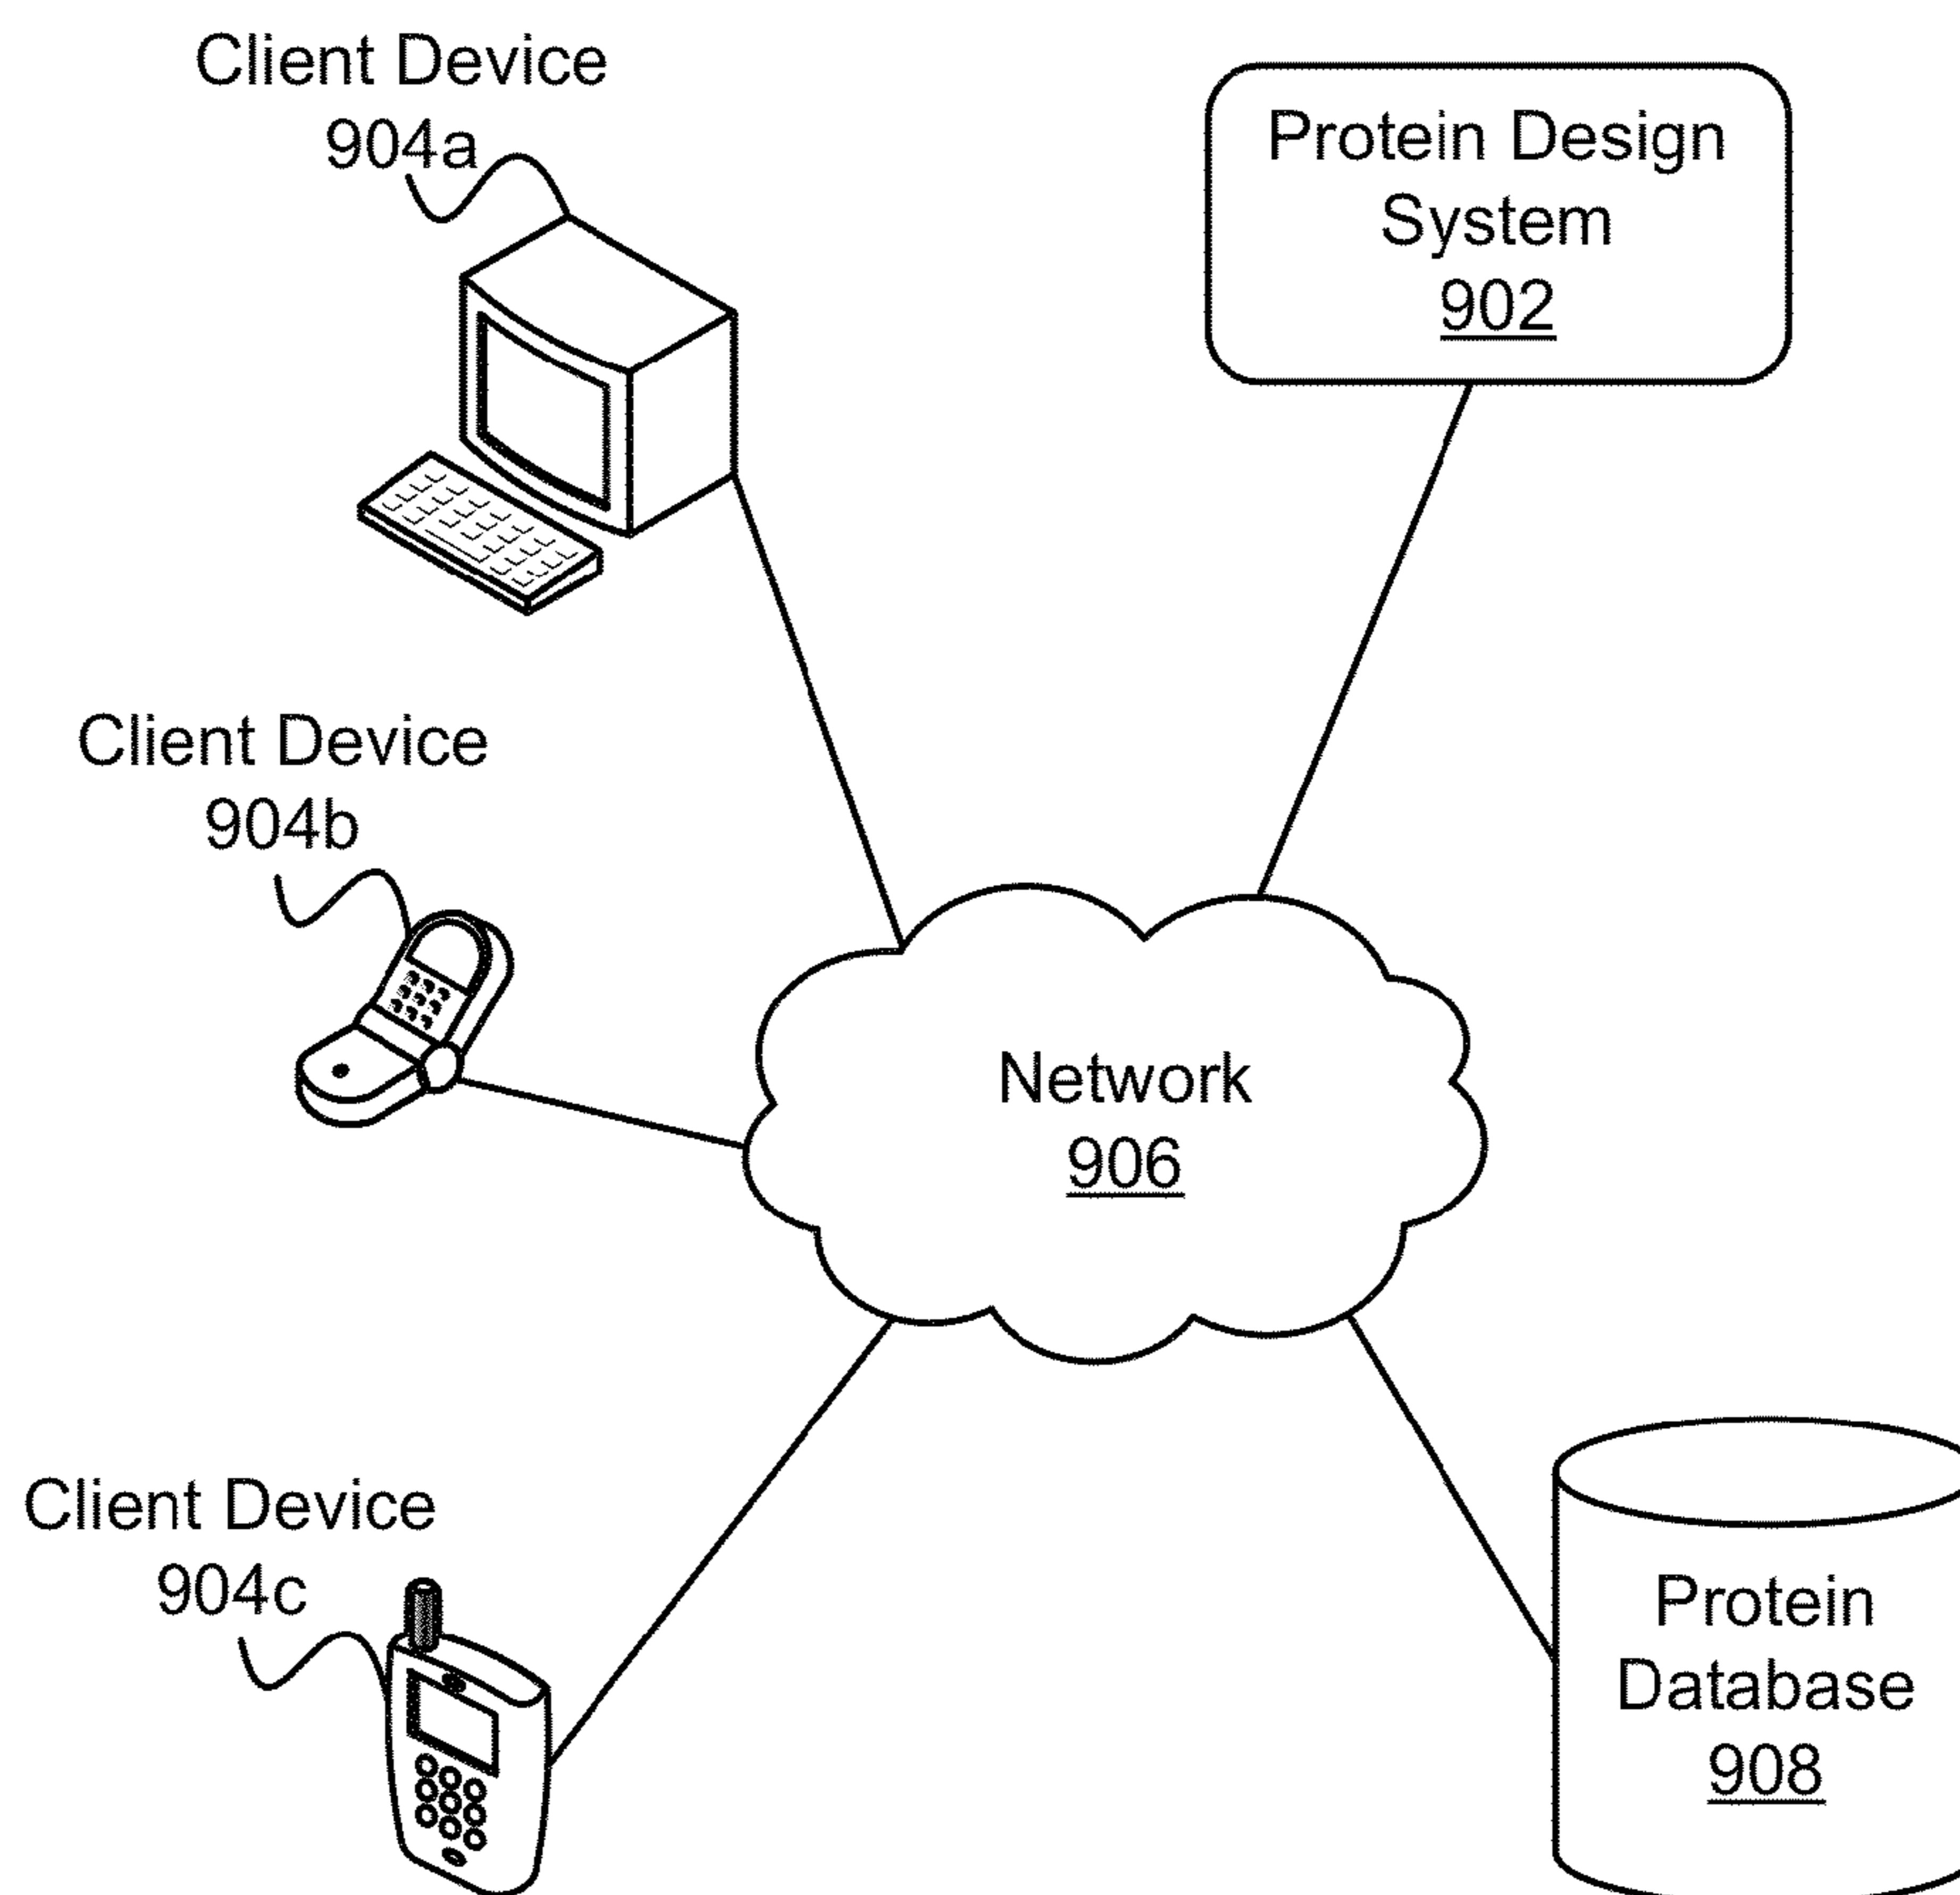 Client Device
904a
Protein Design
System
902
Client Device
904b
Network
906
Client Device
904c
Protein
Database
908